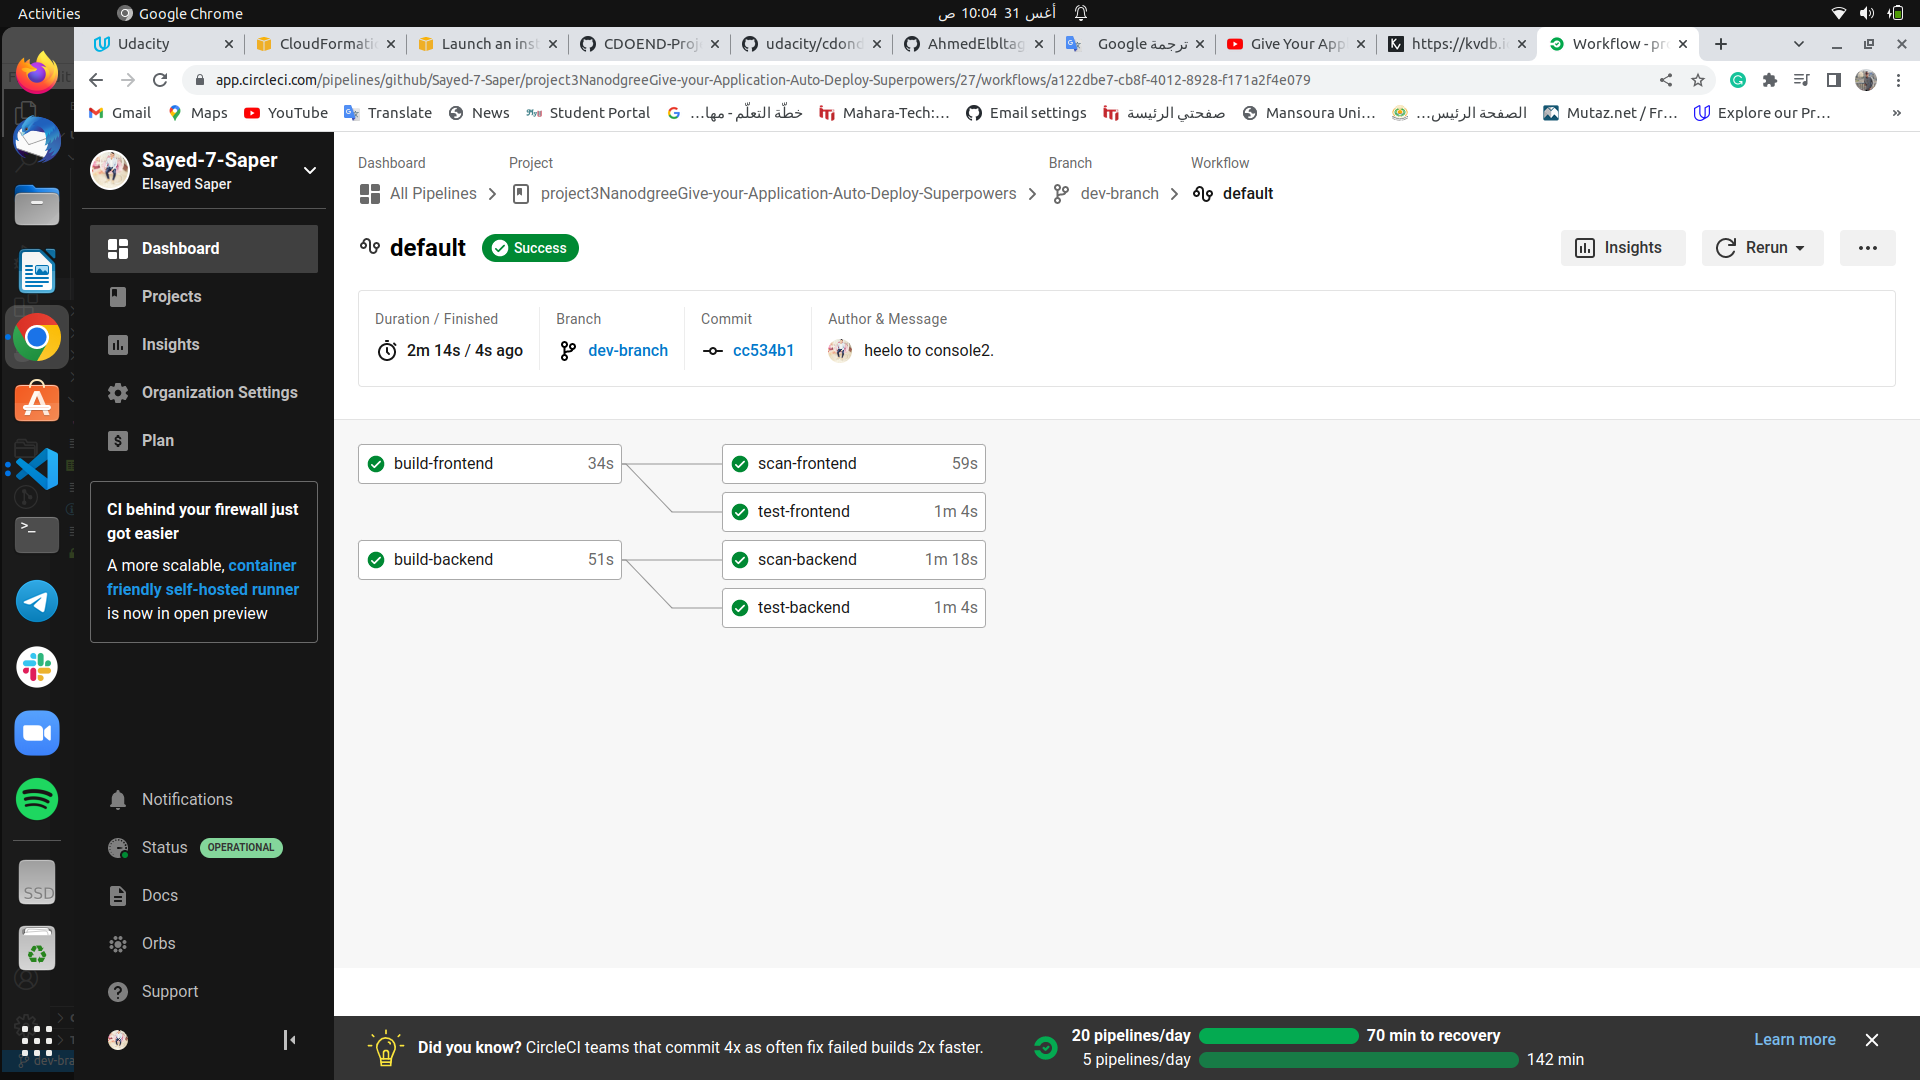 Activities
Google Chrome
أغس 31 10:04 ص
Udacity
CloudFormati
Launch an inst
CDOEND-Proj
udacity/cdond
AhmedElbltag
ترجمة Google
Give Your App
https://kvdb.i
Workflow - pr
app.circleci.com/pipelines/github/Sayed-7-Saper/project3NanodgreeGive-your-Application-Auto-Deploy-Superpowers/27/workflows/a122dbe7-cb8f-4012-8928-f171a2f4e079
Gmail
Maps
YouTube
Translate
News
Student Portal
خطّة التعلّم - مها...
Mahara-Tech:...
Email settings
صفحتي الرئيسة
Mansoura Uni...
الصفحة الرئيس...
Mutaz.net / Fr...
Explore our Pr...
Sayed-7-Saper
Elsayed Saper
Dashboard
Projects
Insights
Organization Settings
Plan
CI behind your firewall just
got easier
A more scalable, container
friendly self-hosted runner
is now in open preview
Notifications
Status OPERATIONAL
Docs
Orbs
Support
SSD
Dashboard
Project
Branch
Workflow
All Pipelines
project3NanodgreeGive-your-Application-Auto-Deploy-Superpowers
dev-branch
default
default
Success
Insights
Rerun
Duration / Finished
2m 14s / 4s ago
Branch
dev-branch
Commit
cc534b1
Author & Message
heelo to console2.
build-frontend 34s
scan-frontend 59s
test-frontend 1m 4s
build-backend 51s
scan-backend 1m 18s
test-backend 1m 4s
Did you know? CircleCI teams that commit 4x as often fix failed builds 2x faster.
20 pipelines/day 70 min to recovery
5 pipelines/day 142 min
Learn more